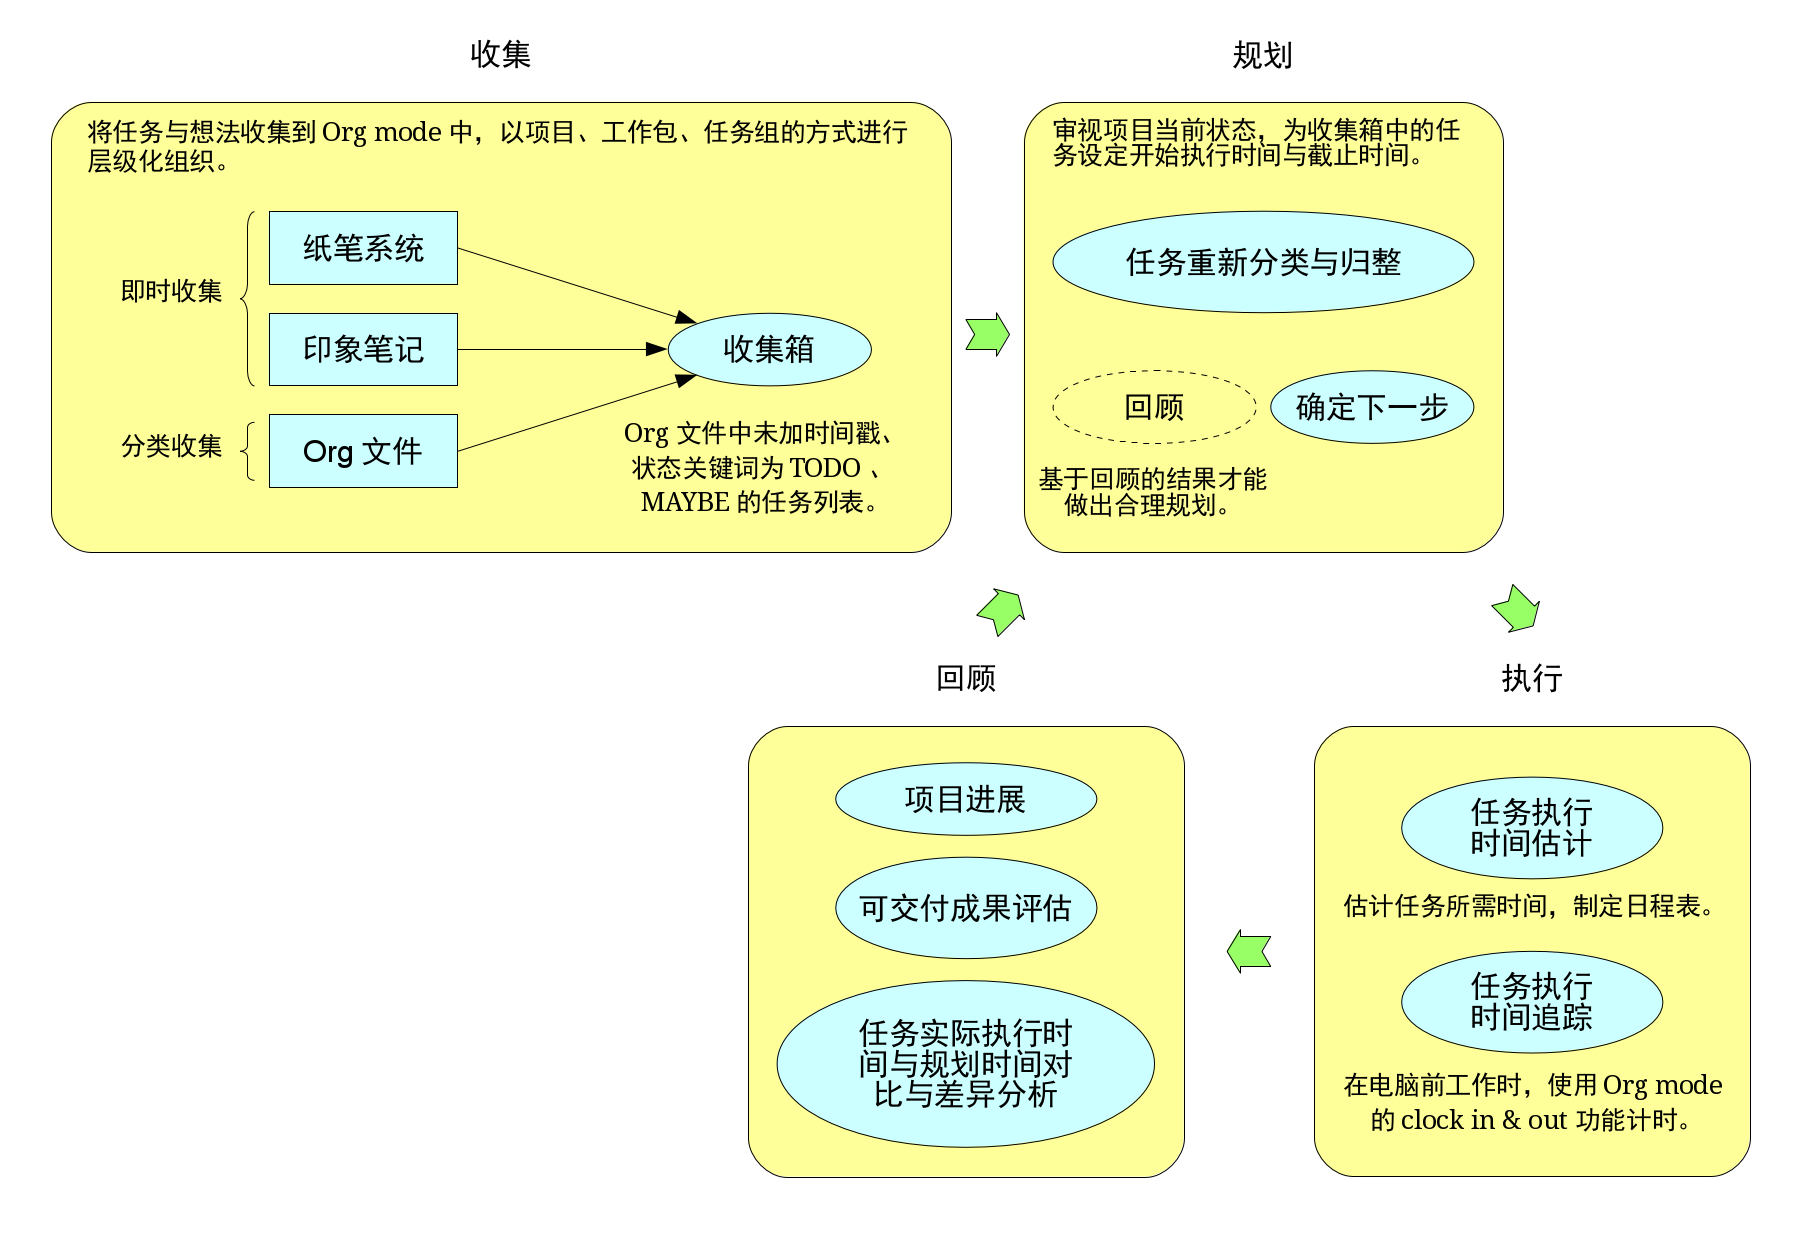 收集
将任务与想法收集到 Org mode 中，以项目、工作包、任务组的方式进行
层级化组织。
即时收集
纸笔系统
印象笔记
分类收集
Org 文件
收集箱
Org 文件中未加时间戳、
状态关键词为 TODO 、
MAYBE 的任务列表。
规划
审视项目当前状态，为收集箱中的任
务设定开始执行时间与截止时间。
任务重新分类与归整
回顾
确定下一步
基于回顾的结果才能
做出合理规划。
回顾
项目进展
可交付成果评估
任务实际执行时
间与规划时间对
比与差异分析
执行
任务执行
时间估计
估计任务所需时间，制定日程表。
任务执行
时间追踪
在电脑前工作时，使用 Org mode
的 clock in & out 功能计时。